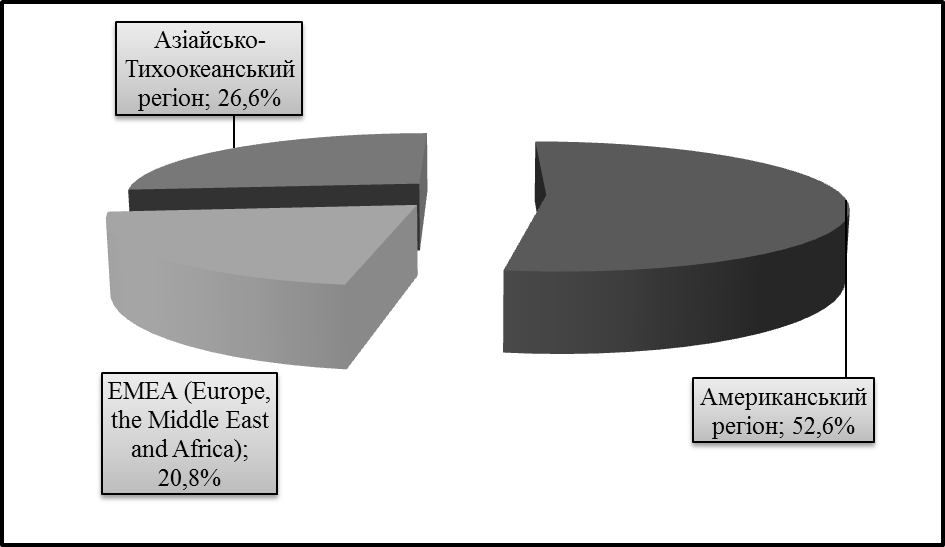 Азіайсько-
Тихоокеанський
регіон; 26,6%
EMEA (Europe,
the Middle East
and Africa);
20,8%
Американський
регіон; 52,6%